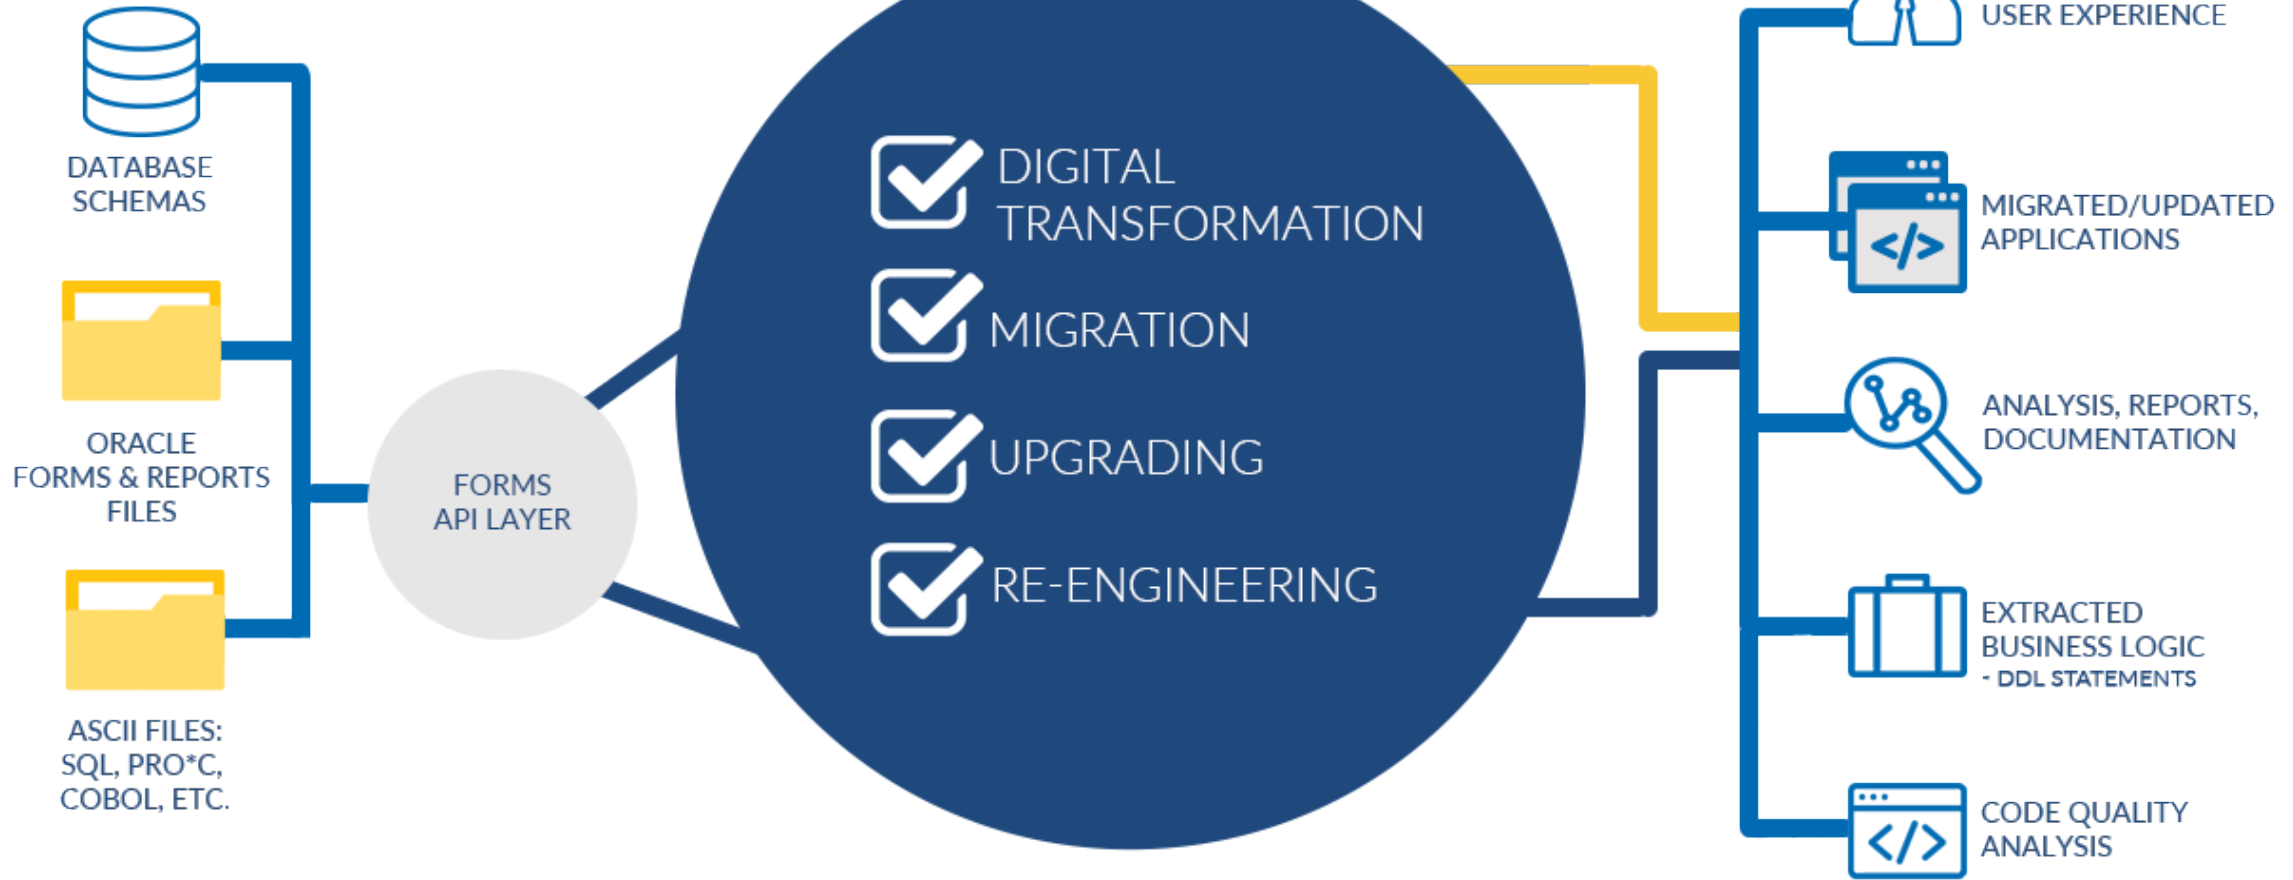 DATABASE
SCHEMAS
ORACLE
FORMS & REPORTS
FILES
ASCII FILES:
SQL, PRO*C,
COBOL, ETC.
FORMS
API LAYER
DIGITAL
TRANSFORMATION
MIGRATION
UPGRADING
RE-ENGINEERING
USER EXPERIENCE
MIGRATED/UPDATED
APPLICATIONS
</>
ANALYSIS, REPORTS,
DOCUMENTATION
EXTRACTED
BUSINESS LOGIC
- DDL STATEMENTS
CODE QUALITY
ANALYSIS
</>